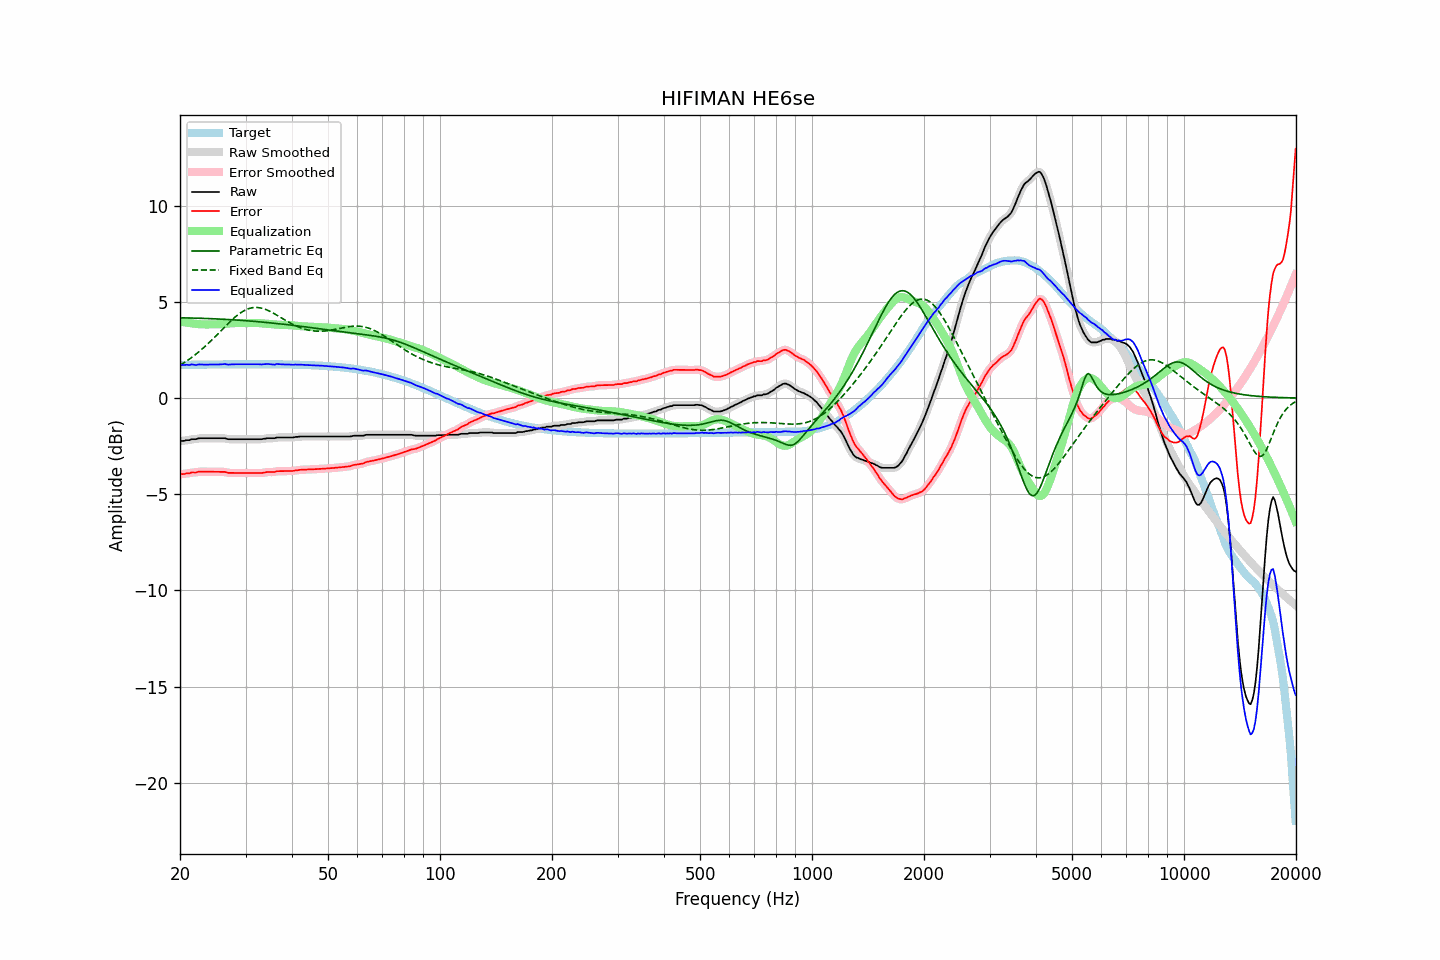 HIFIMAN HE6se
Target
Raw Smoothed
Error Smoothed
Raw
Error
Equalization
Parametric Eq
Fixed Band Eq
Equalized
10
5
0
−5
−10
−15
−20
Amplitude (dBr)
20
50
100
200
500
1000
2000
5000
10000
20000
Frequency (Hz)